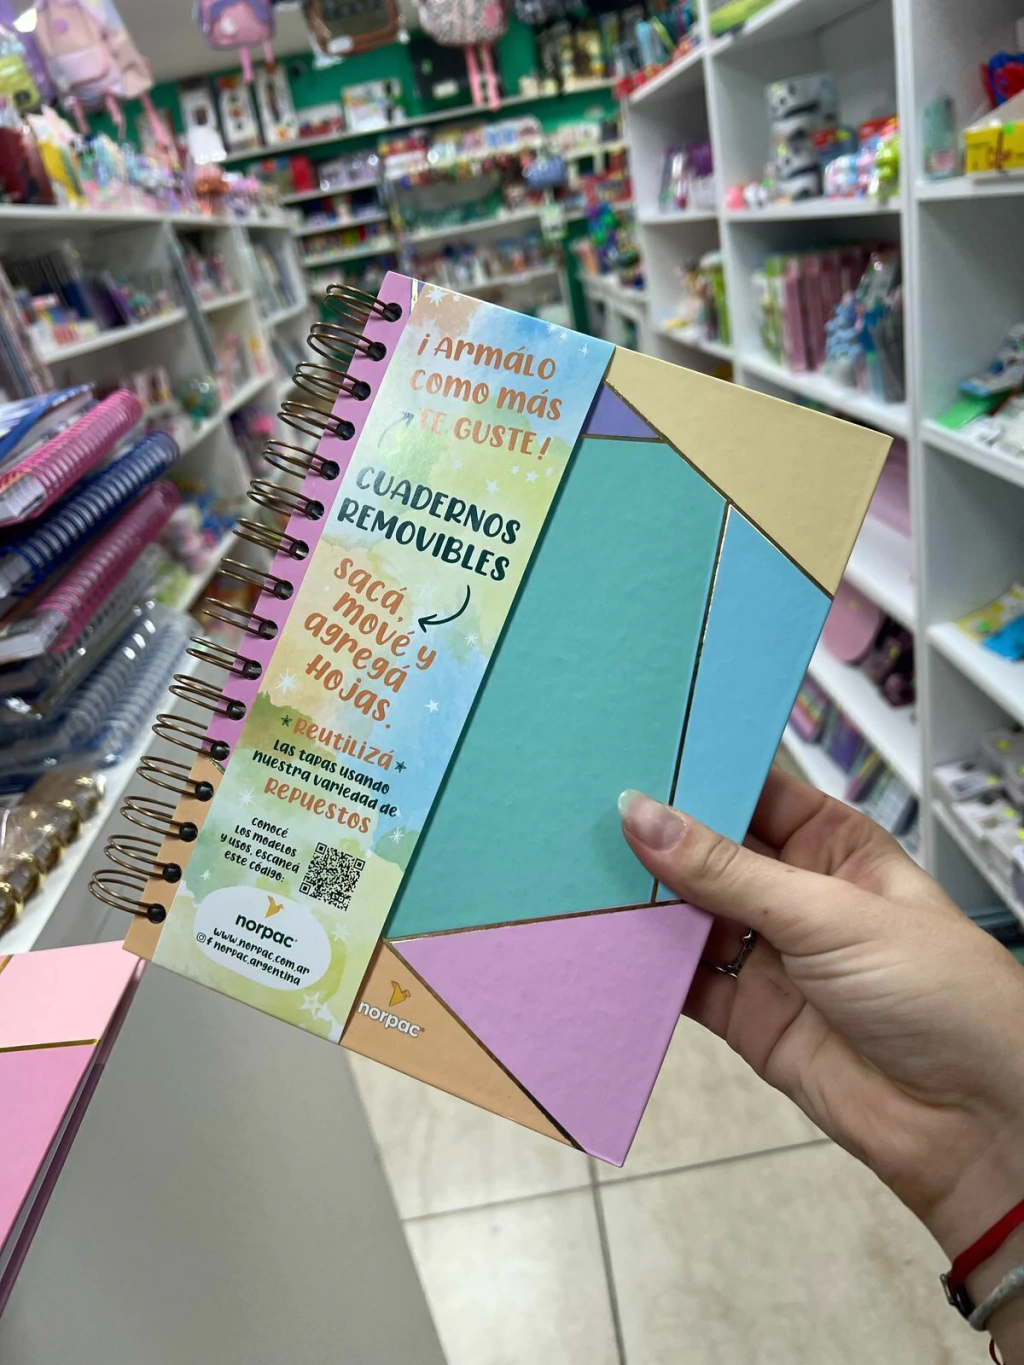 ¡Armálo
como más
te guste!
Cuadernos
Removibles
sacá,
mové y
agregá
Hojas.
*Reutilizá*
Las tapas usando
nuestra variedad de
Repuestos
Conocé
Los modelos
y usos, escaneá
este código:
norpac®
www.norpac.com.ar
norpac.argentina
norpac®